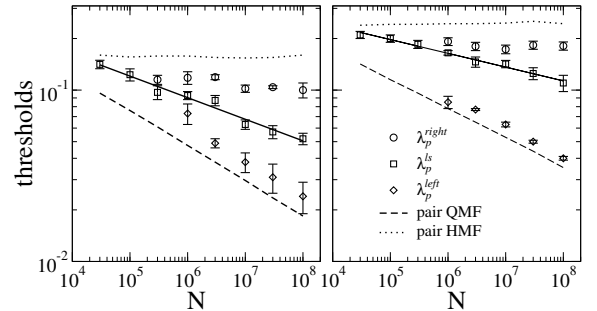 thresholds
10^{-1}
10^{-2}
10^4 10^5 10^6 10^7 10^8
N
λ_p^{right}
λ_p^{ls}
λ_p^{left}
pair QMF
pair HMF
10^4 10^5 10^6 10^7 10^8
N